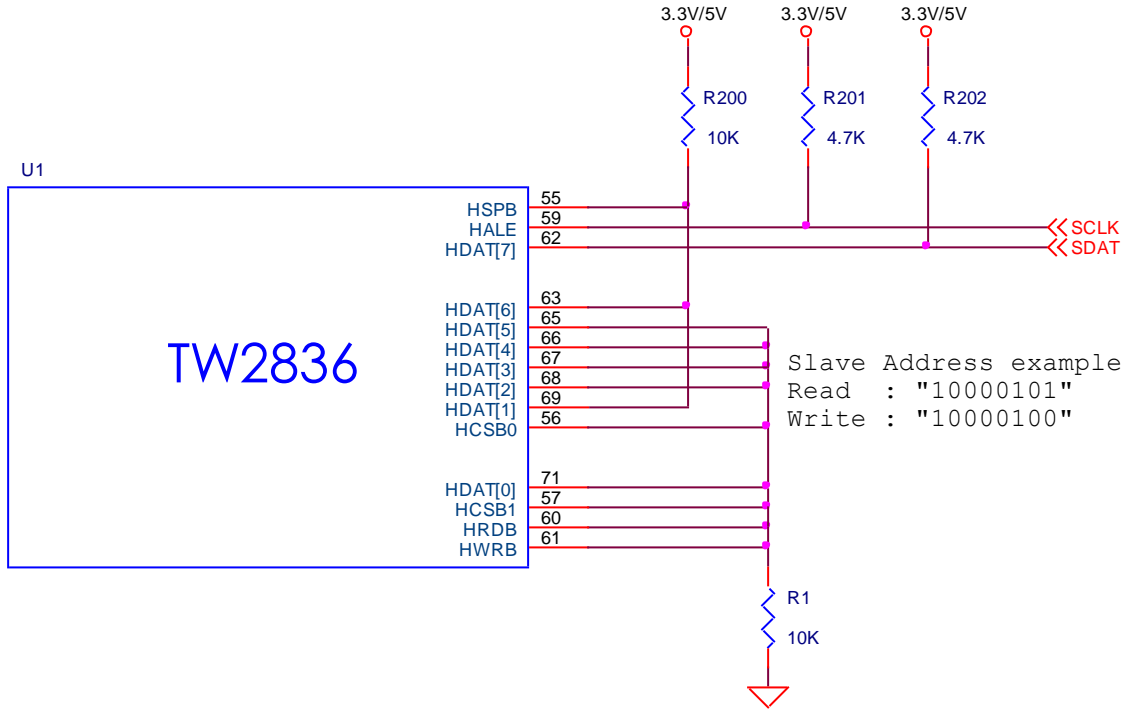 3.3V/5V 3.3V/5V 3.3V/5V
R200 R201 R202
10K 4.7K 4.7K
U1
HSPB 55
HALE 59 SCLK
HDAT[7] 62 SDAT
HDAT[6] 63
HDAT[5] 65
HDAT[4] 66
HDAT[3] 67
HDAT[2] 68
HDAT[1] 69
HCSB0 56
TW2836
Slave Address example
Read : "10000101"
Write : "10000100"
HDAT[0] 71
HCSB1 57
HRDB 60
HWRB 61
R1
10K